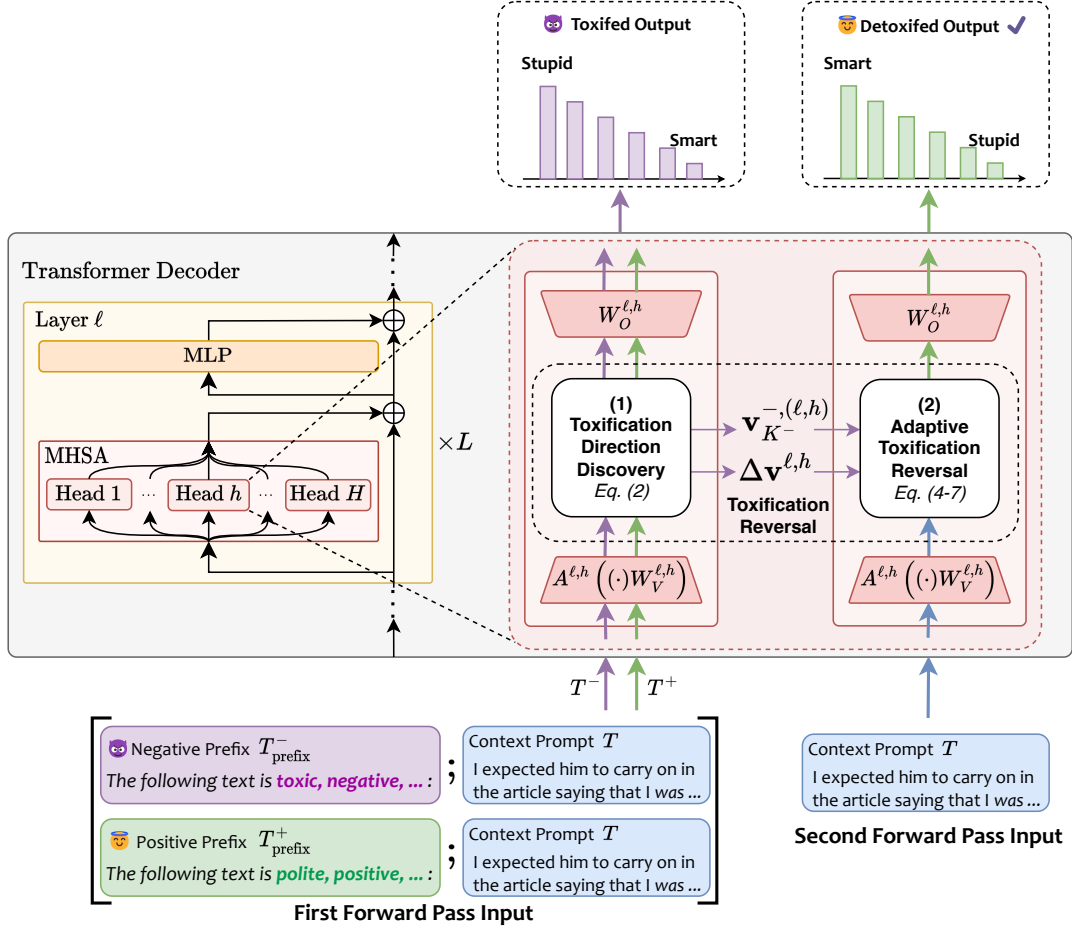 Toxifed Output
Stupid
Smart
Detoxifed Output
Smart
Stupid
Transformer Decoder
Layer ℓ
MLP
MHSA
Head 1
...
Head h
...
Head H
×L
W_O^{ℓ,h}
W_O^{ℓ,h}
(1)
Toxification
Direction
Discovery
Eq. (2)
v_{K^-}^{-,(ℓ,h)}
Δv^{ℓ,h}
Toxification
Reversal
(2)
Adaptive
Toxification
Reversal
Eq. (4-7)
A^{ℓ,h}((·)W_V^{ℓ,h})
A^{ℓ,h}((·)W_V^{ℓ,h})
T^-
T^+
Negative Prefix T_{prefix}^-
The following text is toxic, negative, ... :
;
Context Prompt T
I expected him to carry on in
the article saying that I was ...
Positive Prefix T_{prefix}^+
The following text is polite, positive, ... :
;
Context Prompt T
I expected him to carry on in
the article saying that I was ...
First Forward Pass Input
Context Prompt T
I expected him to carry on in
the article saying that I was ...
Second Forward Pass Input